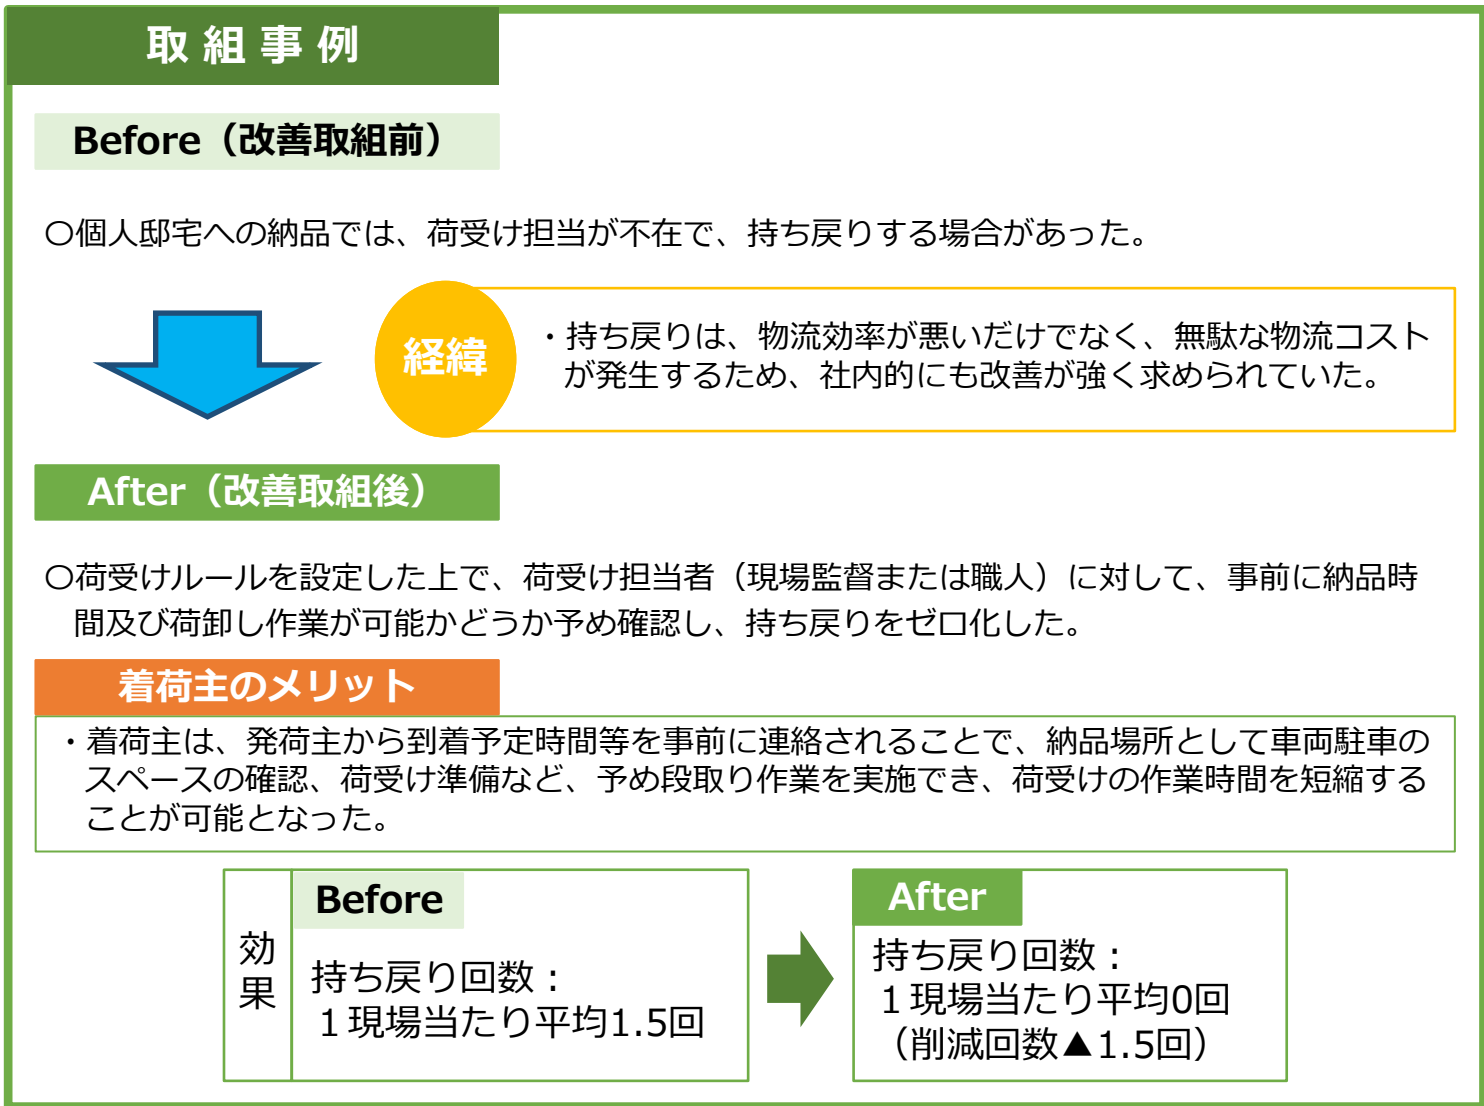 取組事例
Before（改善取組前）
〇個人邸宅への納品では、荷受け担当が不在で、持ち戻りする場合があった。
経緯
・持ち戻りは、物流効率が悪いだけでなく、無駄な物流コスト
が発生するため、社内的にも改善が強く求められていた。
After（改善取組後）
〇荷受けルールを設定した上で、荷受け担当者（現場監督または職人）に対して、事前に納品時
間及び荷卸し作業が可能かどうか予め確認し、持ち戻りをゼロ化した。
着荷主のメリット
・着荷主は、発荷主から到着予定時間等を事前に連絡されることで、納品場所として車両駐車の
スペースの確認、荷受け準備など、予め段取り作業を実施でき、荷受けの作業時間を短縮する
ことが可能となった。
効果
Before
持ち戻り回数：
１現場当たり平均1.5回
After
持ち戻り回数：
１現場当たり平均0回
（削減回数▲1.5回）